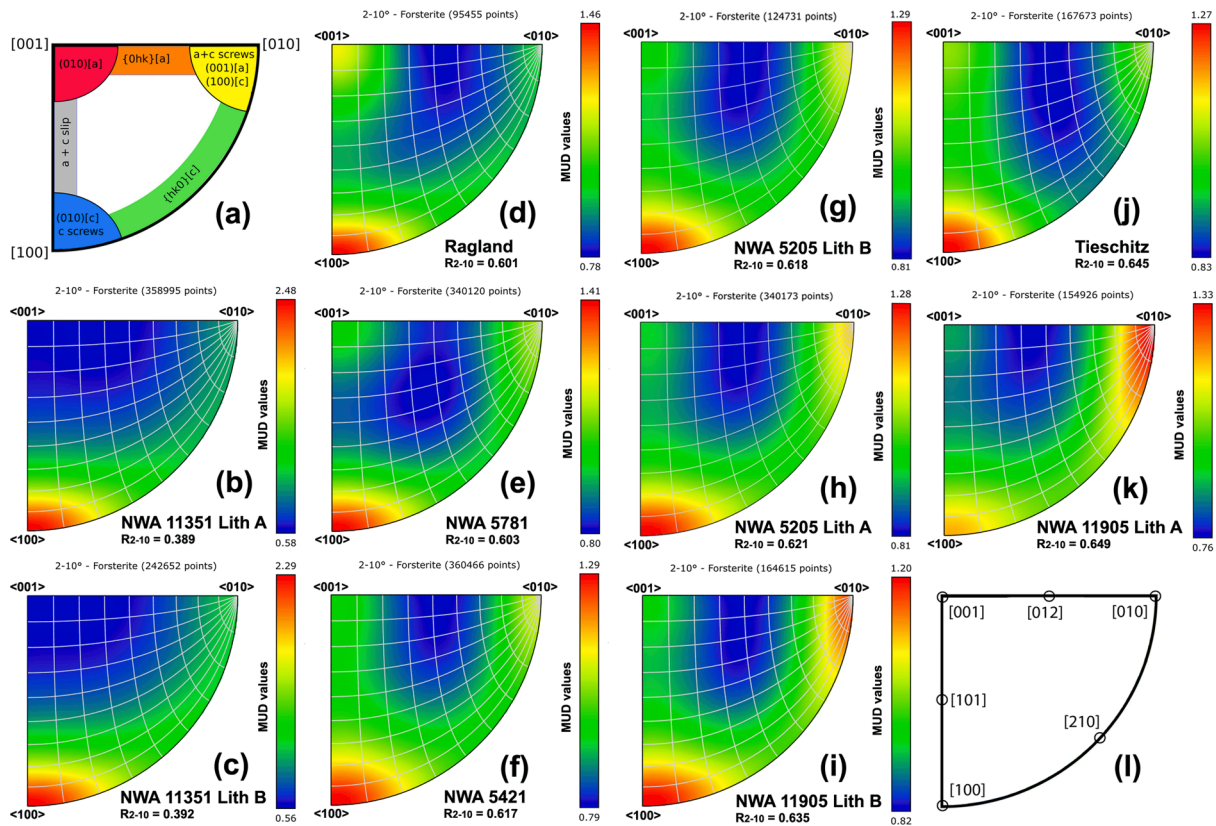 [001]
[010]
(010)[a]
{0hk}[a]
a+c screws
(001)[a]
(100)[c]
a + c slip
{hk0}[c]
(010)[c]
c screws
[100]
(a)
2-10° - Forsterite (95455 points)
1.46
<001>
<010>
MUD values
(d)
Ragland
<100>
R2-10 = 0.601
0.78
2-10° - Forsterite (124731 points)
1.29
<001>
<010>
MUD values
(g)
NWA 5205 Lith B
<100>
R2-10 = 0.618
0.81
2-10° - Forsterite (167673 points)
1.27
<001>
<010>
MUD values
(j)
Tieschitz
<100>
R2-10 = 0.645
0.83
2-10° - Forsterite (358995 points)
2.48
<001>
<010>
MUD values
(b)
NWA 11351 Lith A
<100>
R2-10 = 0.389
0.58
2-10° - Forsterite (340120 points)
1.41
<001>
<010>
MUD values
(e)
NWA 5781
<100>
R2-10 = 0.603
0.80
2-10° - Forsterite (340173 points)
1.28
<001>
<010>
MUD values
(h)
NWA 5205 Lith A
<100>
R2-10 = 0.621
0.81
2-10° - Forsterite (154926 points)
1.33
<001>
<010>
MUD values
(k)
NWA 11905 Lith A
<100>
R2-10 = 0.649
0.76
2-10° - Forsterite (242652 points)
2.29
<001>
<010>
MUD values
(c)
NWA 11351 Lith B
<100>
R2-10 = 0.392
0.56
2-10° - Forsterite (360466 points)
1.29
<001>
<010>
MUD values
(f)
NWA 5421
<100>
R2-10 = 0.617
0.79
2-10° - Forsterite (164615 points)
1.20
<001>
<010>
MUD values
(i)
NWA 11905 Lith B
<100>
R2-10 = 0.635
0.82
[001]
[012]
[010]
[101]
[210]
[100]
(l)